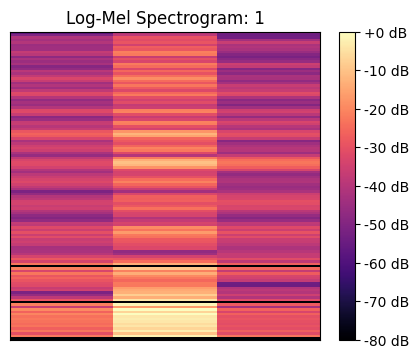 Log-Mel Spectrogram: 1
+0 dB
-10 dB
-20 dB
-30 dB
-40 dB
-50 dB
-60 dB
-70 dB
-80 dB